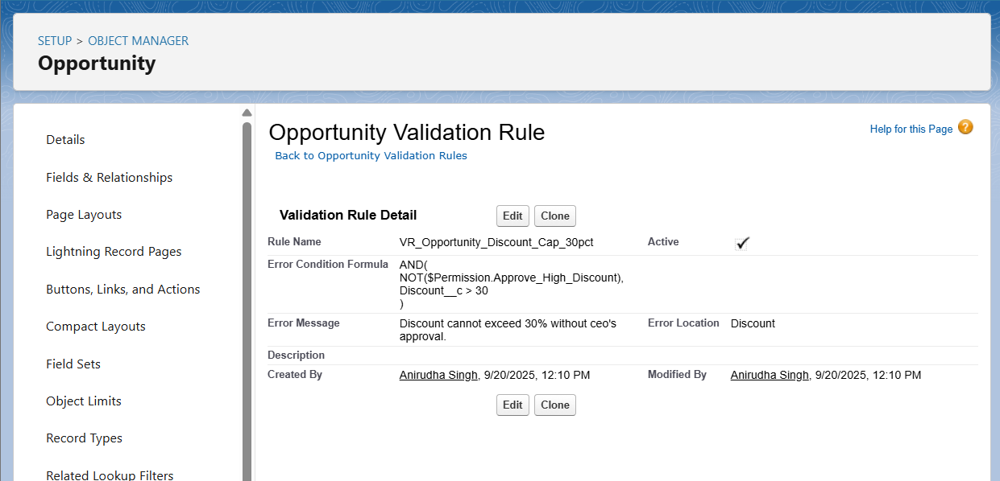 SETUP > OBJECT MANAGER
Opportunity
Details
Fields & Relationships
Page Layouts
Lightning Record Pages
Buttons, Links, and Actions
Compact Layouts
Field Sets
Object Limits
Record Types
Related Lookup Filters
Opportunity Validation Rule
Help for this Page ?
Back to Opportunity Validation Rules
Validation Rule Detail
Edit Clone
Rule Name VR_Opportunity_Discount_Cap_30pct Active
Error Condition Formula AND(
NOT($Permission.Approve_High_Discount),
Discount__c > 30
)
Error Message Discount cannot exceed 30% without ceo's Error Location Discount
approval.
Description
Created By Anirudha Singh, 9/20/2025, 12:10 PM Modified By Anirudha Singh, 9/20/2025, 12:10 PM
Edit Clone